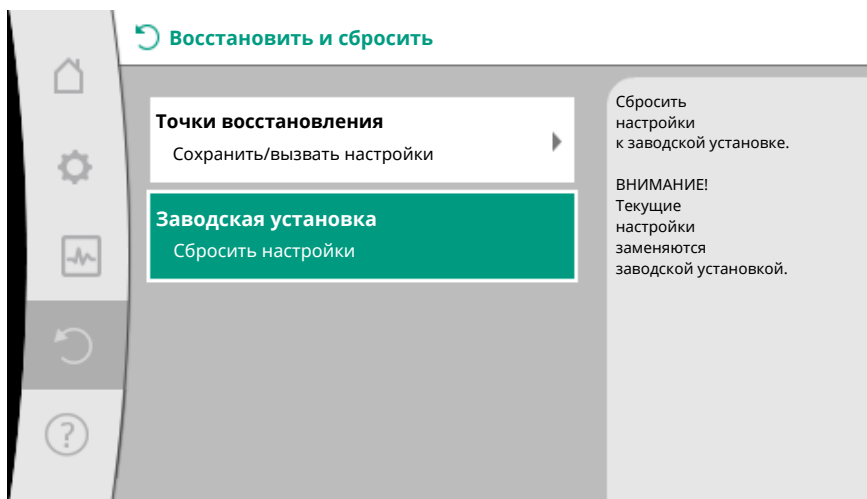 Восстановить и сбросить
Точки восстановления
Сохранить/вызвать настройки
Заводская установка
Сбросить настройки
Сбросить
настройки
к заводской установке.
ВНИМАНИЕ!
Текущие
настройки
заменяются
заводской установкой.
?